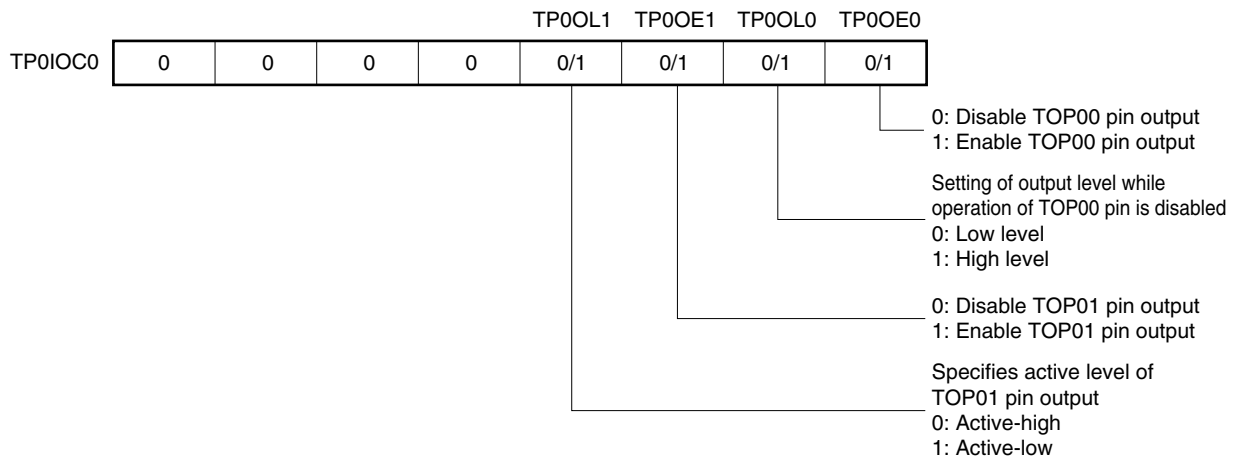 TP0OL1 TP0OE1 TP0OL0 TP0OE0
TP0IOC0 0 0 0 0 0/1 0/1 0/1 0/1
0: Disable TOP00 pin output
1: Enable TOP00 pin output
Setting of output level while
operation of TOP00 pin is disabled
0: Low level
1: High level
0: Disable TOP01 pin output
1: Enable TOP01 pin output
Specifies active level of
TOP01 pin output
0: Active-high
1: Active-low